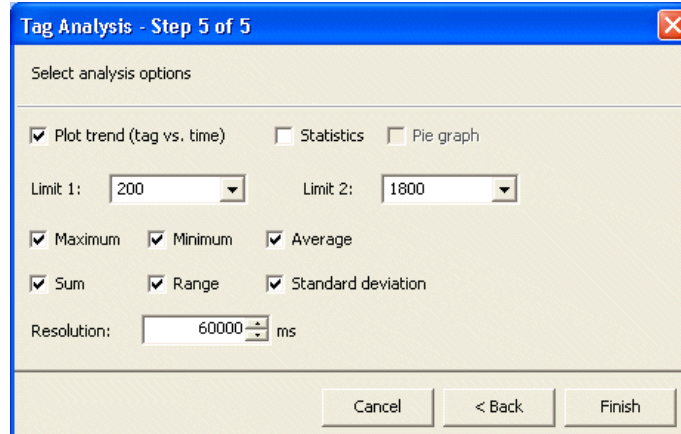 Tag Analysis - Step 5 of 5
Select analysis options
Plot trend (tag vs. time) Statistics Pie graph
Limit 1: 200 Limit 2: 1800
Maximum Minimum Average
Sum Range Standard deviation
Resolution: 60000 ms
Cancel < Back Finish